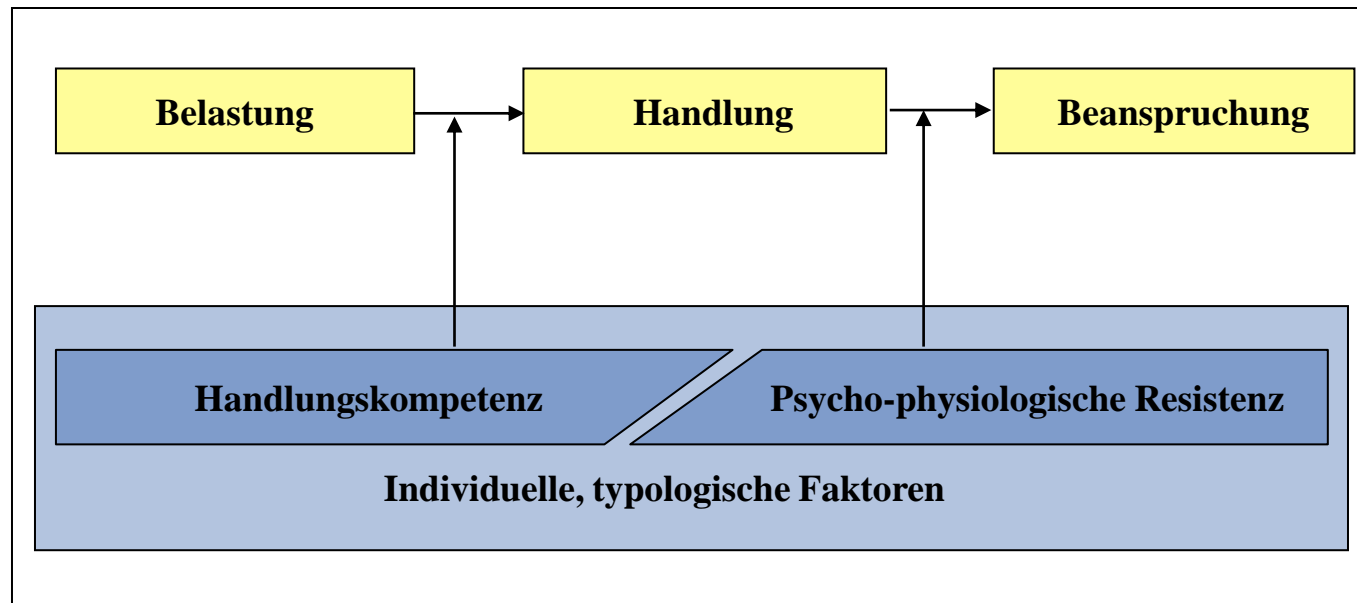 Belastung
Handlung
Beanspruchung
Handlungskompetenz
Psycho-physiologische Resistenz
Individuelle, typologische Faktoren